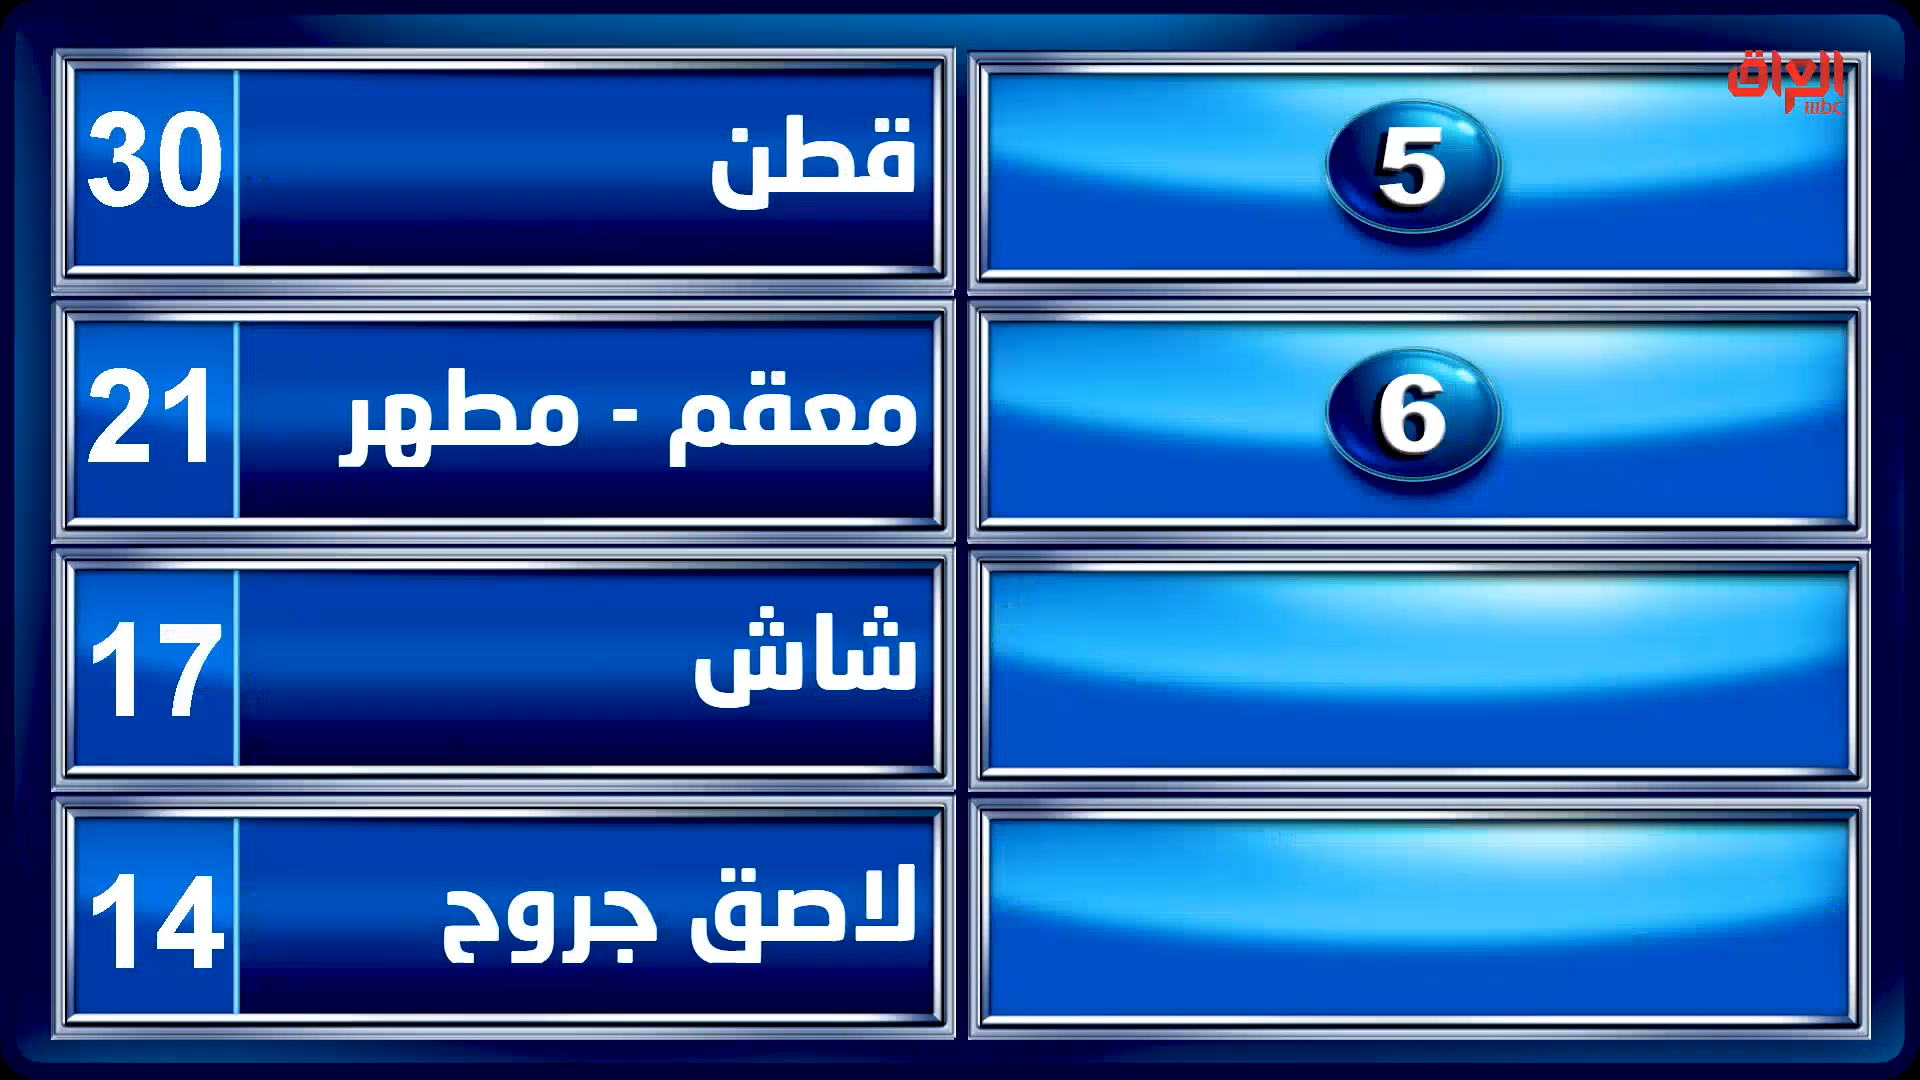 العراق
mbc
قطن 30
5
معقم - مطهر 21
6
شاش 17
لاصق جروح 14